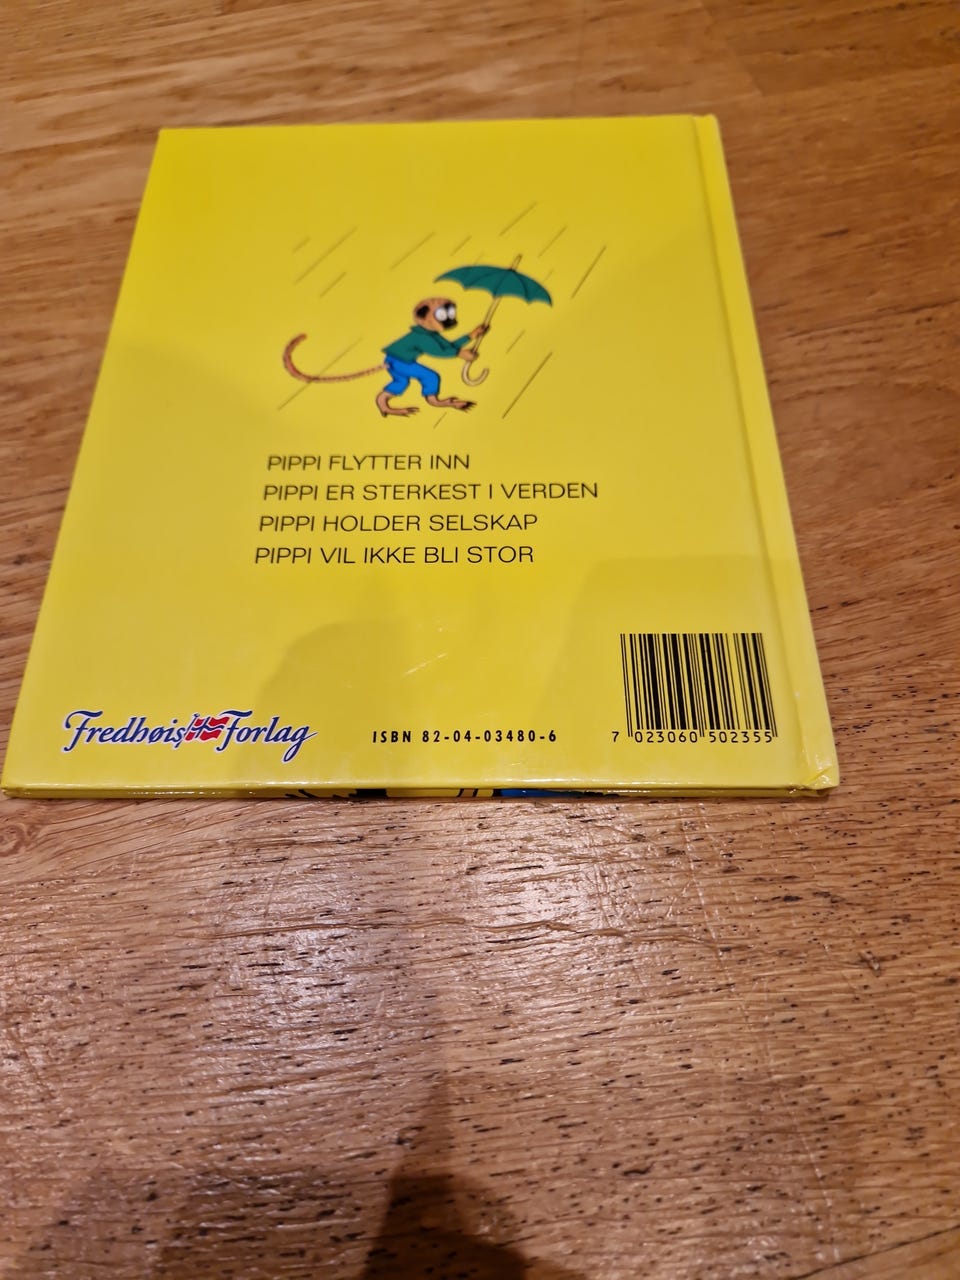 PIPPI FLYTTER INN
PIPPI ER STERKEST I VERDEN
PIPPI HOLDER SELSKAP
PIPPI VIL IKKE BLI STOR
Fredhøis Forlag
ISBN 82-04-03480-6
7 023060 502355